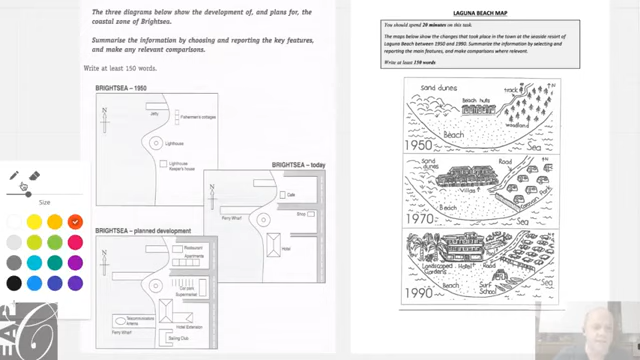 The three diagrams below show the development of, and plans for, the
coastal zone of Brightsea.
Summarise the information by choosing and reporting the key features,
and make any relevant comparisons.
Write at least 150 words.
BRIGHTSEA – 1950
Jetty
Fishermen's cottages
Lighthouse
Lighthouse
Keeper's house
BRIGHTSEA – today
Cafe
Ferry Wharf
Shop
Hotel
BRIGHTSEA – planned development
Restaurant
Apartments
Car park
Supermarket
Telecommunications
Antenna
Ferry Wharf
Hotel Extension
Sailing Club
Size
LAGUNA BEACH MAP
You should spend 20 minutes on this task.
The maps below show the changes that took place in the town at the seaside resort of
Laguna Beach between 1950 and 1990. Summarize the information by selecting and
reporting the main features, and make comparisons where relevant.
Write at least 150 words
sand dunes
Beach huts
Track
woodland
Beach
Sea
1950
sand
dunes
Road
Villas
Caravan Park
Beach
Sea
1970
Landscaped
Gardens
Hotel
Road
Beach
Surf
School
Sea
1990